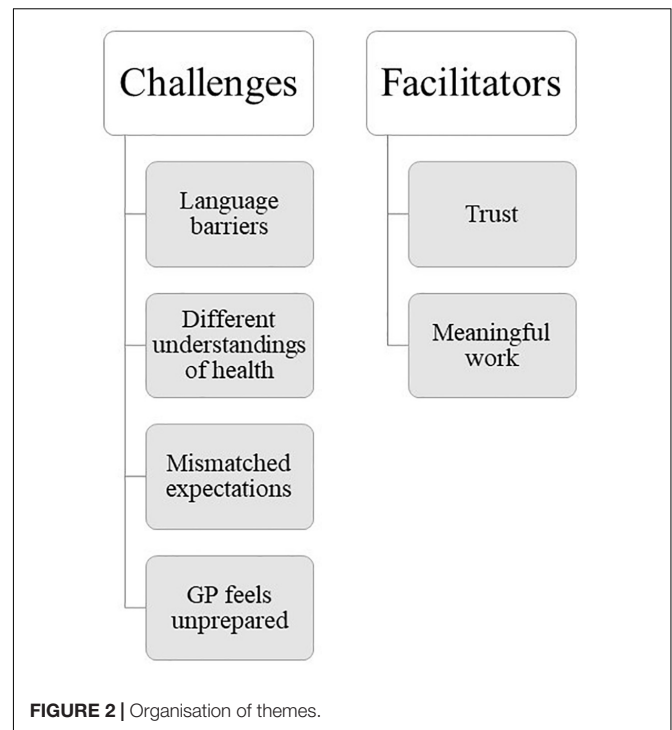 Challenges
Language
barriers
Different
understandings
of health
Mismatched
expectations
GP feels
unprepared
Facilitators
Trust
Meaningful
work
FIGURE 2 | Organisation of themes.